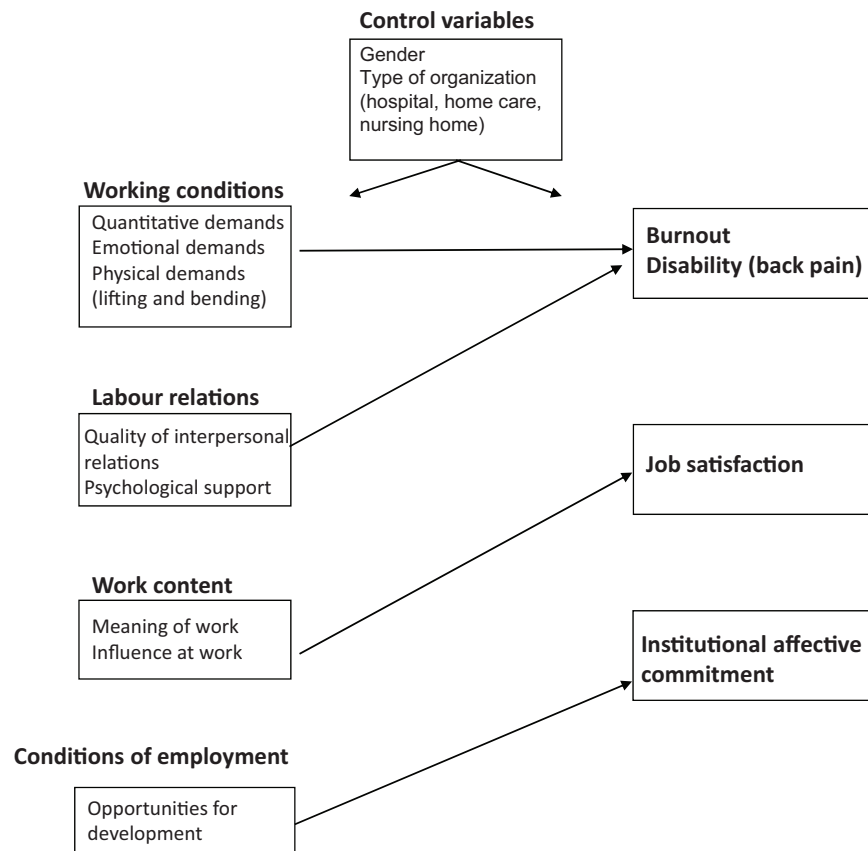 Control variables
Gender
Type of organization
(hospital, home care,
nursing home)
Working conditions
Quantitative demands
Emotional demands
Physical demands
(lifting and bending)
Burnout
Disability (back pain)
Labour relations
Quality of interpersonal
relations
Psychological support
Job satisfaction
Work content
Meaning of work
Influence at work
Institutional affective
commitment
Conditions of employment
Opportunities for
development